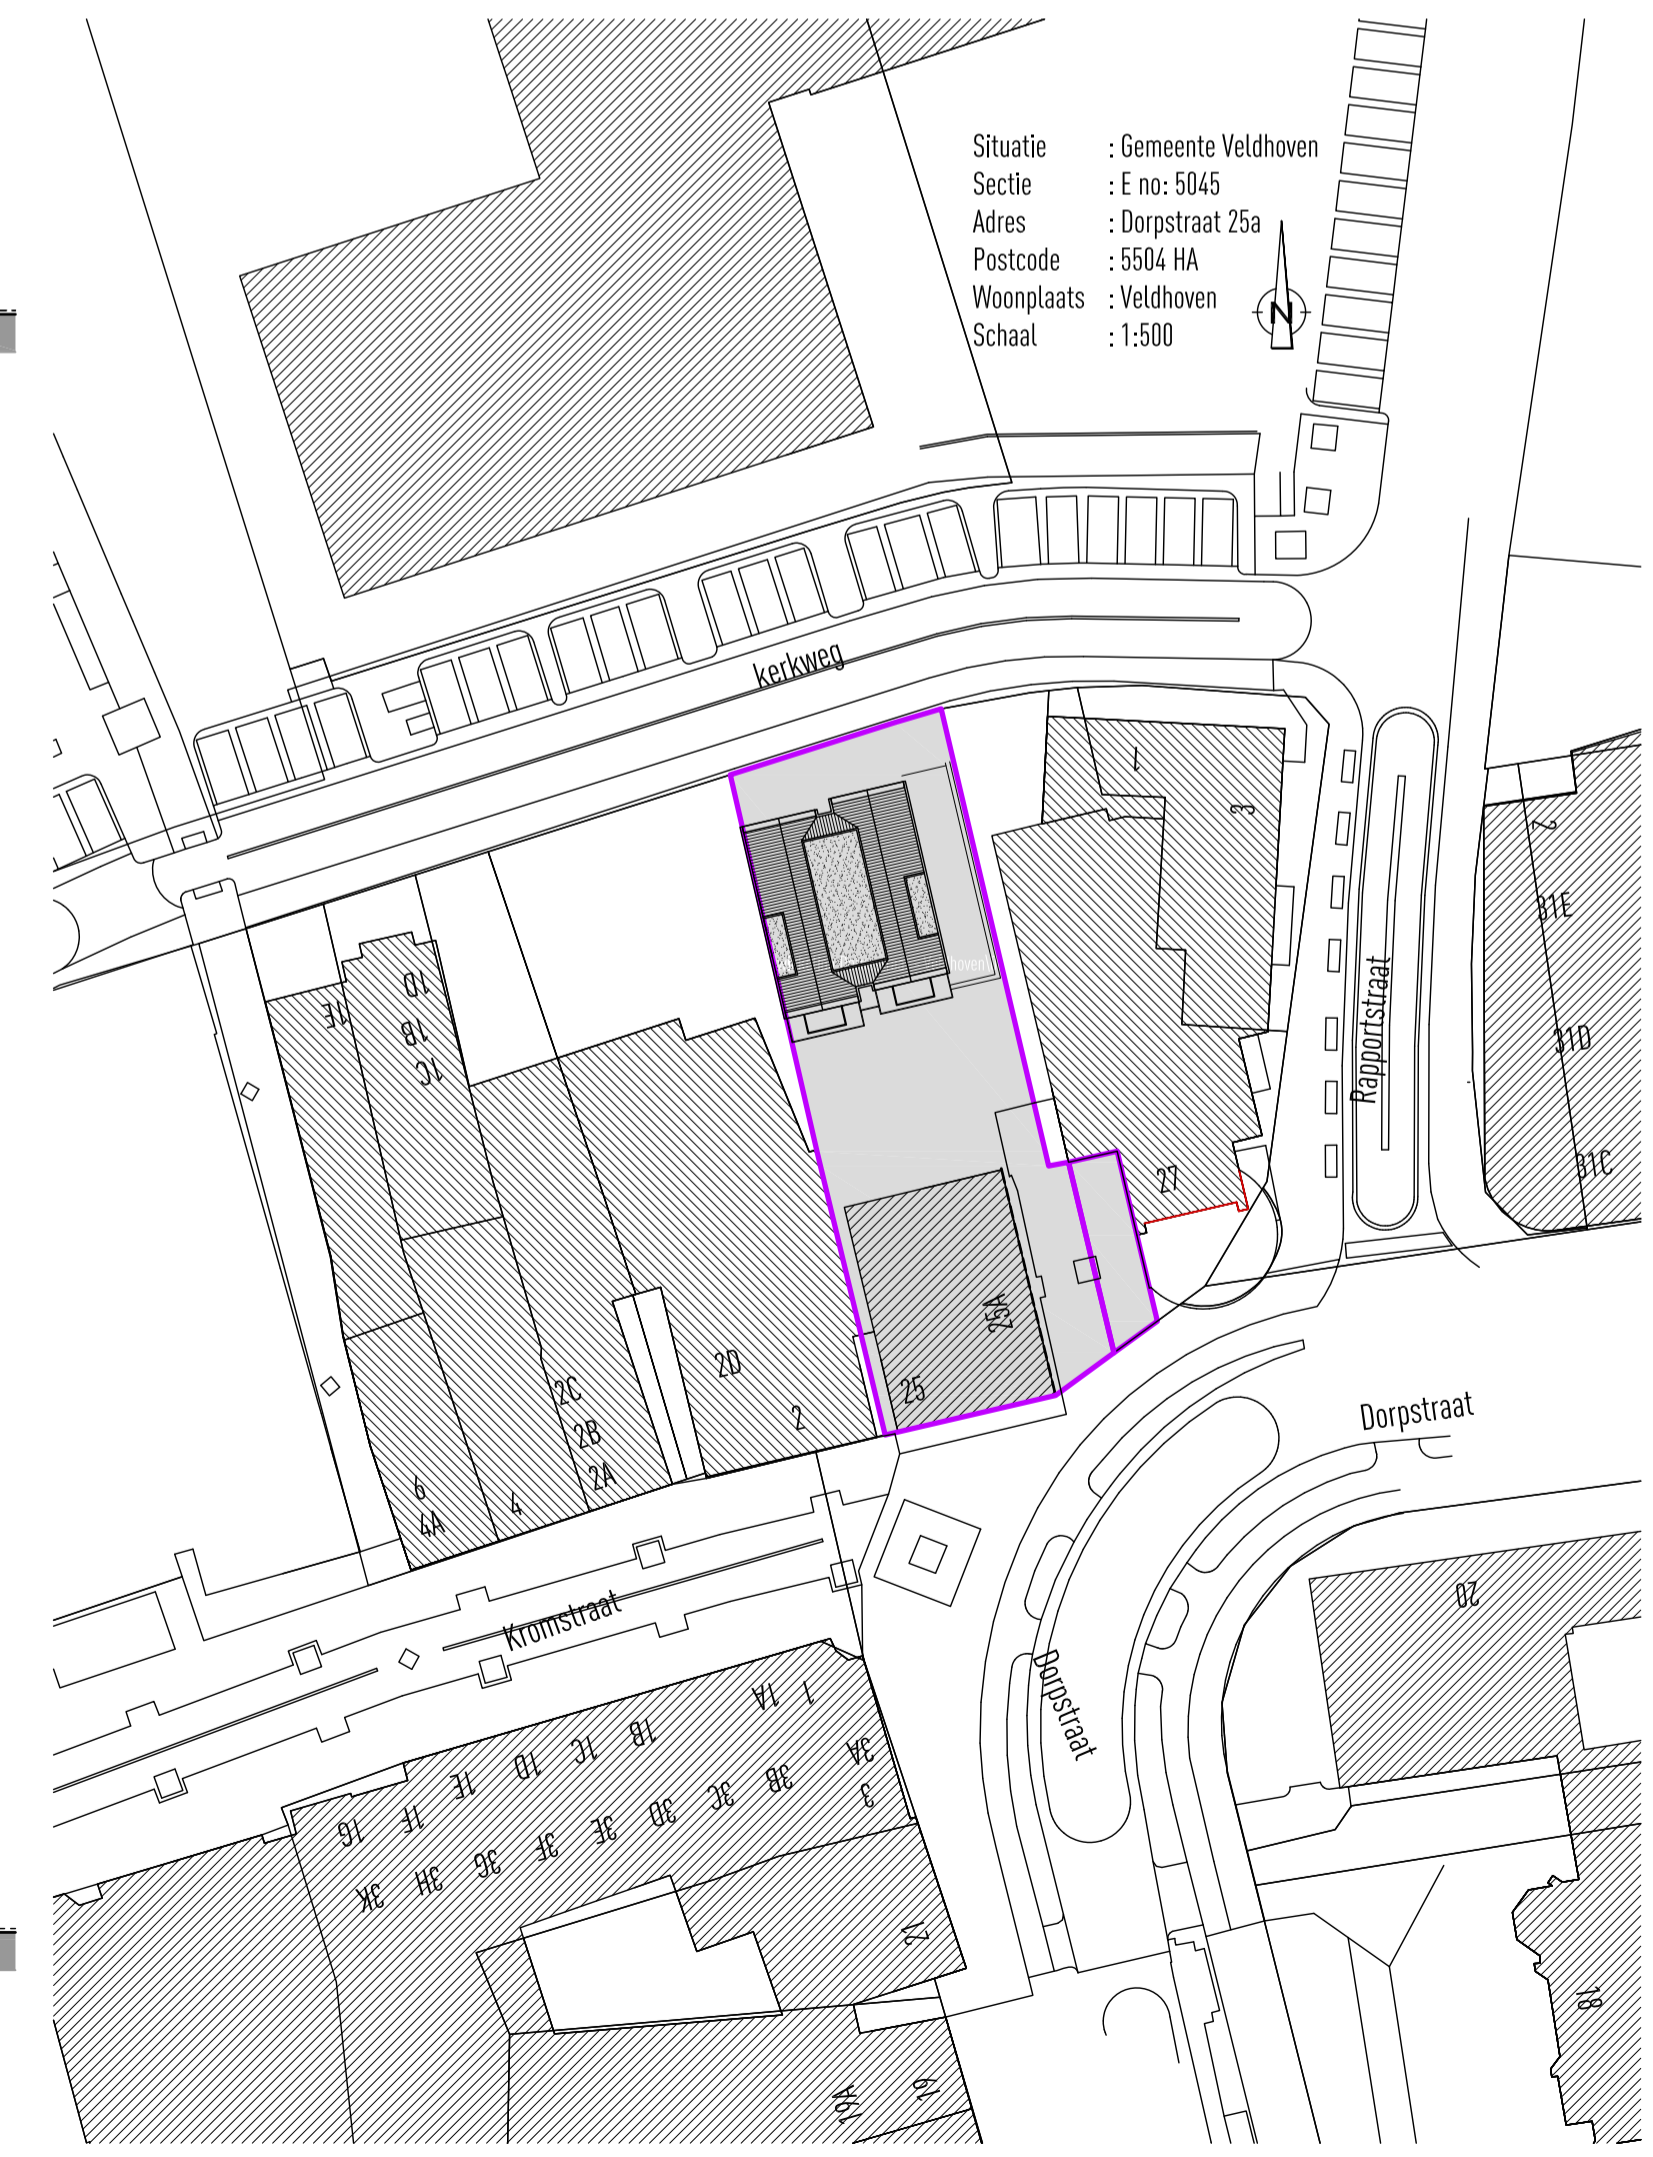 Situatie : Gemeente Veldhoven
Sectie : E no: 5045
Adres : Dorpstraat 25a
Postcode : 5504 HA
Woonplaats : Veldhoven
Schaal : 1:500
N
kerkweg
1
3
2
31E
31D
31C
Rapportstraat
hoven)
1D
1E
1B
1C
27
25A
25
2D
2
2C
2B
2A
6
4A
4
Dorpstraat
Kromstraat
Dorpstraat
20
1
1A
1B
1C
1D
1E
1F
1G
3A
3
3B
3C
3D
3E
3F
3G
3H
3K
21
19
19A
18